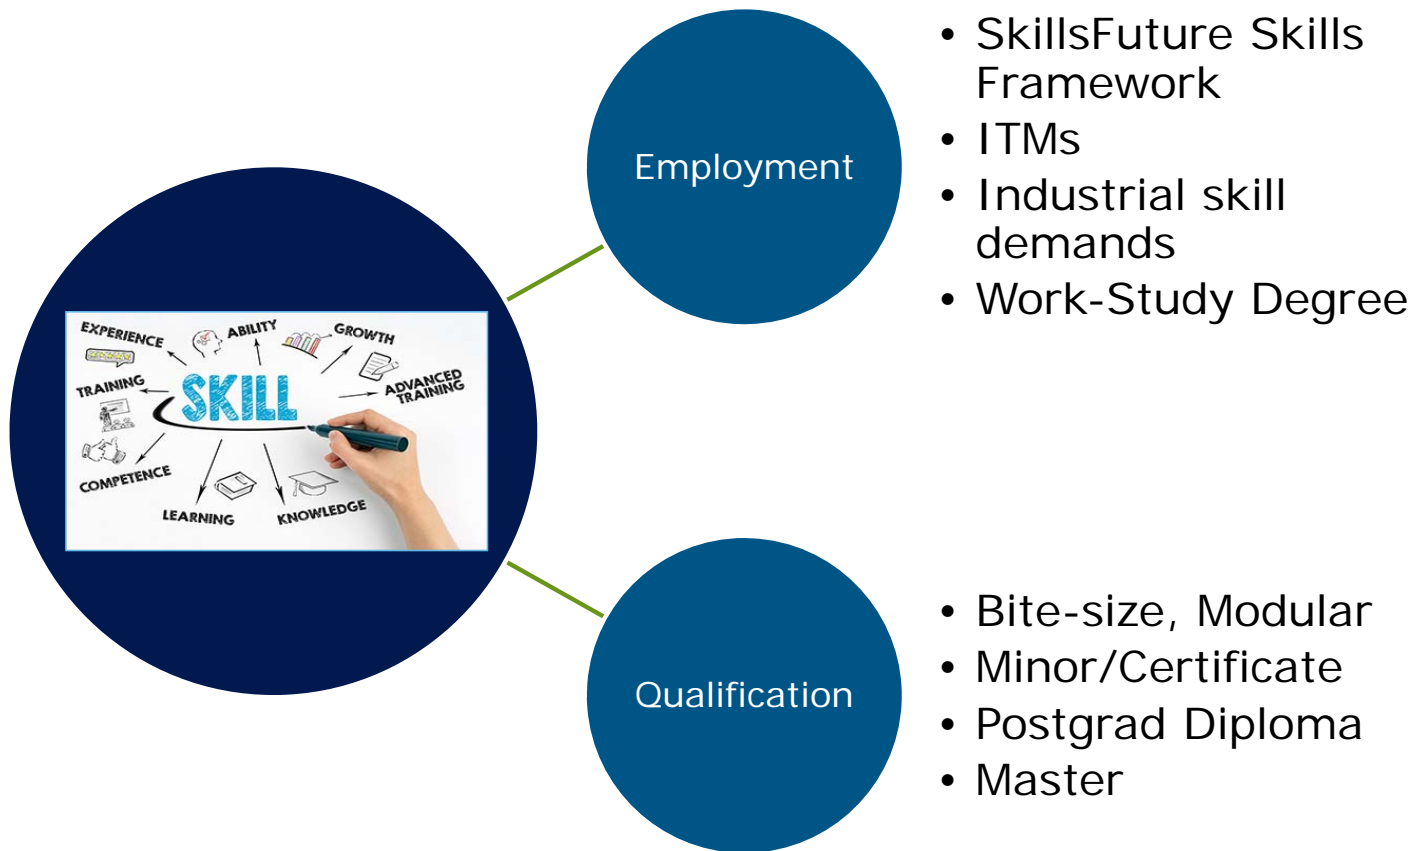 EXPERIENCE
ABILITY
GROWTH
TRAINING
SKILL
ADVANCED
TRAINING
COMPETENCE
LEARNING
KNOWLEDGE
Employment
• SkillsFuture Skills
Framework
• ITMs
• Industrial skill
demands
• Work-Study Degree
Qualification
• Bite-size, Modular
• Minor/Certificate
• Postgrad Diploma
• Master